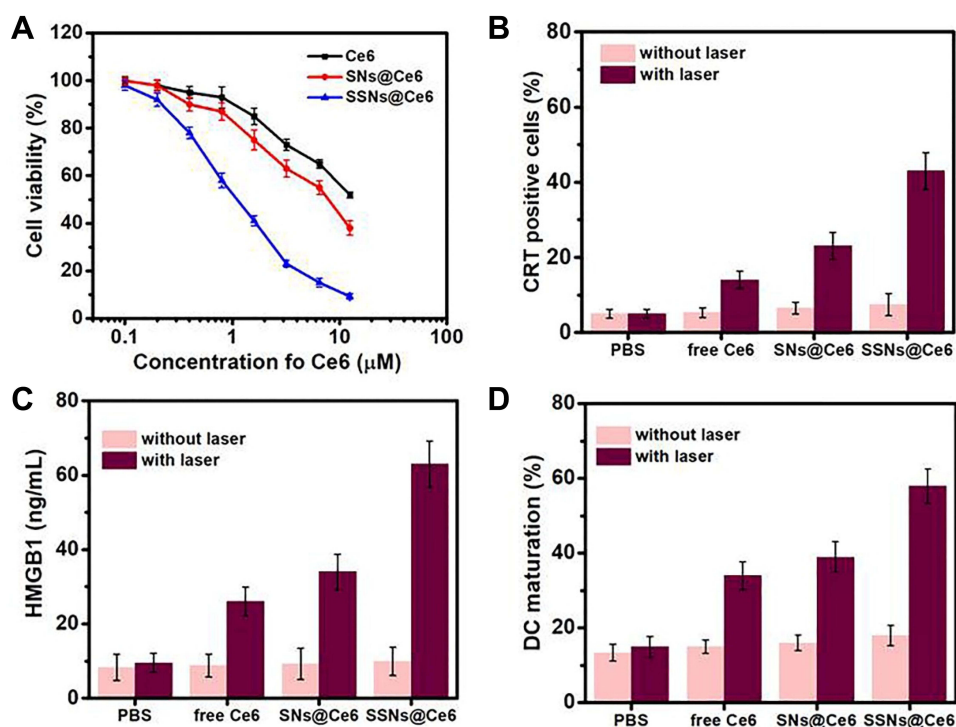 A
Cell viability (%)
120
100
80
60
40
20
0
Ce6
SNs@Ce6
SSNs@Ce6
0.1
1
10
100
Concentration fo Ce6 (μM)
B
CRT positive cells (%)
80
60
40
20
0
without laser
with laser
PBS
free Ce6
SNs@Ce6
SSNs@Ce6
C
HMGB1 (ng/mL)
80
60
40
20
0
without laser
with laser
PBS
free Ce6
SNs@Ce6
SSNs@Ce6
D
DC maturation (%)
80
60
40
20
0
without laser
with laser
PBS
free Ce6
SNs@Ce6
SSNs@Ce6